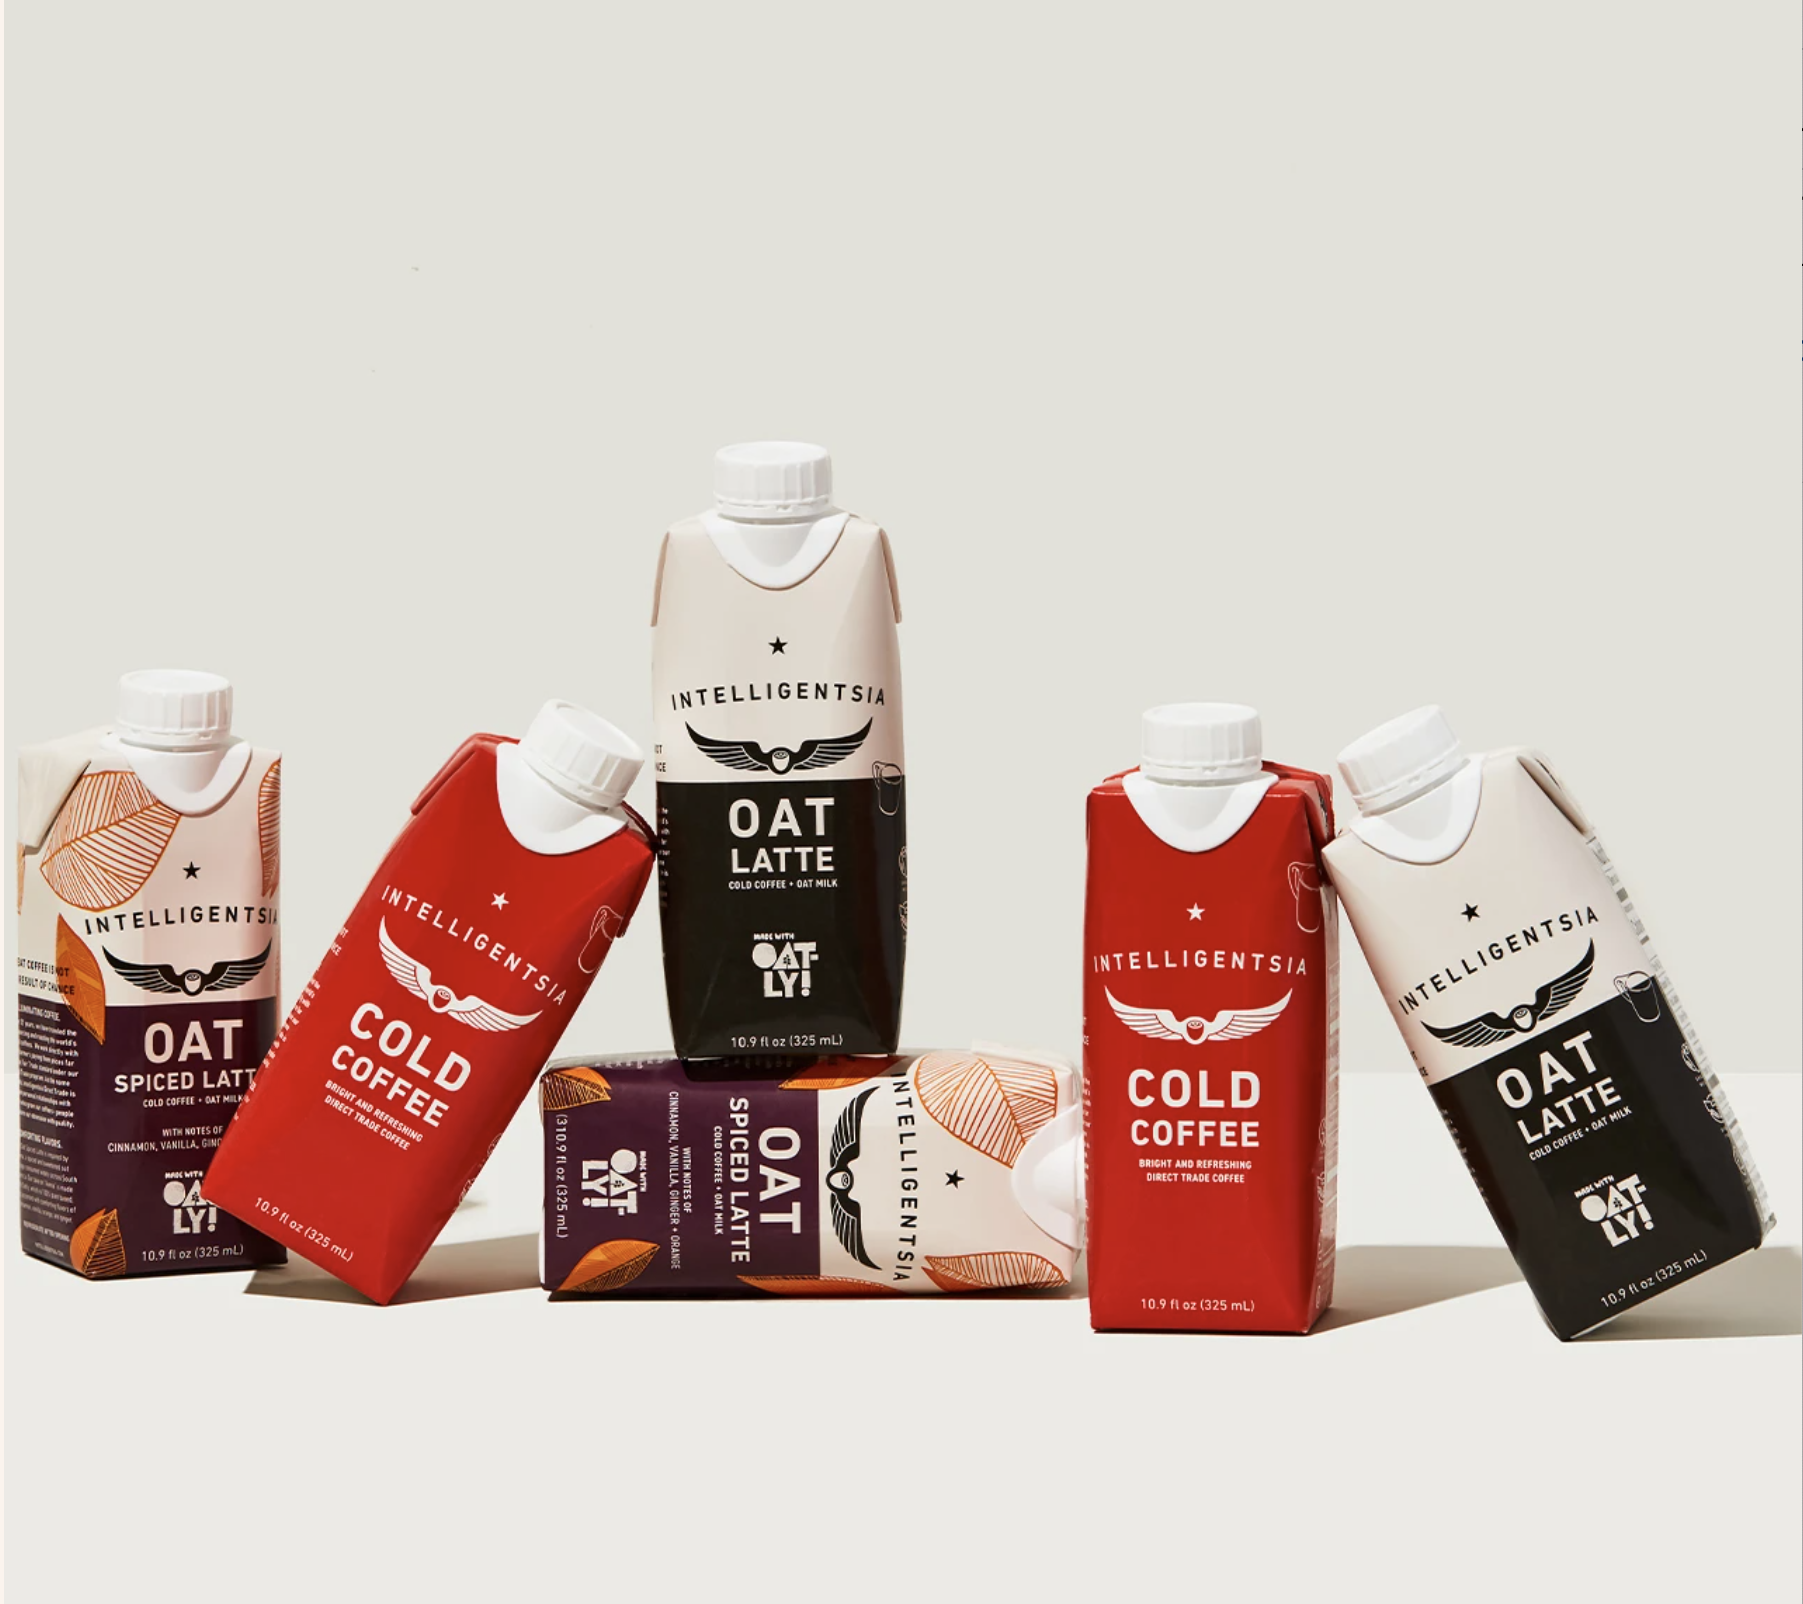 INTELLIGENTSIA
OAT
SPICED LATT
COLD COFFEE + OAT MILK
WITH NOTES OF
CINNAMON, VANILLA,
MADE WITH
OAT-
LY!
10.9 fl oz (325 mL)
INTELLIGENTSIA
COLD
COFFEE
BRIGHT AND REFRESHING
DIRECT TRADE COFFEE
10.9 fl oz (325 mL)
INTELLIGENTSIA
OAT
LATTE
COLD COFFEE + OAT MILK
MADE WITH
OAT-
LY!
10.9 fl oz (325 mL)
NTELLIGENTSIA
OAT
SPICED LATTE
COLD COFFEE + OAT MILK
WITH NOTES OF
CINNAMON, VANILLA, GINGER + ORANGE
MADE WITH
OAT-
LY!
(310.9 fl oz (325 mL)
INTELLIGENTSIA
COLD
COFFEE
BRIGHT AND REFRESHING
DIRECT TRADE COFFEE
10.9 fl oz (325 mL)
INTELLIGENTSIA
OAT
LATTE
COLD COFFEE + OAT MILK
MADE WITH
OAT-
LY!
10.9 fl oz (325 mL)